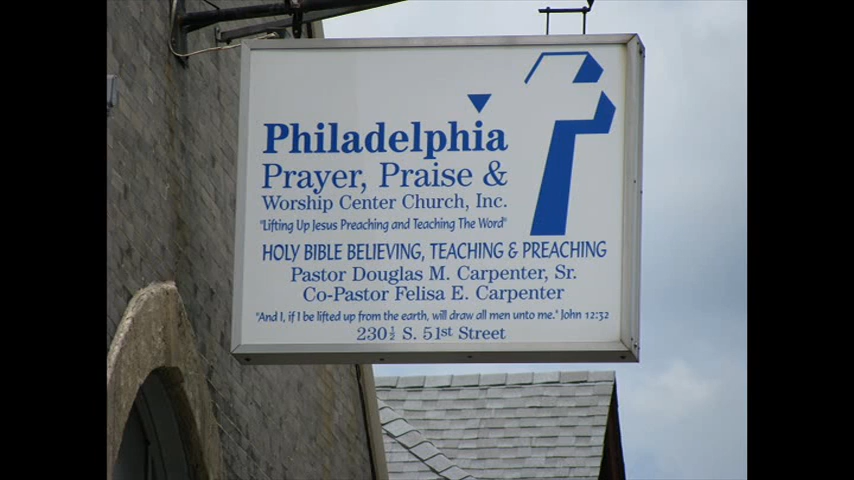 Philadelphia
Prayer, Praise &
Worship Center Church, Inc.
"Lifting Up Jesus Preaching and Teaching The Word"
HOLY BIBLE BELIEVING, TEACHING & PREACHING
Pastor Douglas M. Carpenter, Sr.
Co-Pastor Felisa E. Carpenter
"And I, if I be lifted up from the earth, will draw all men unto me." John 12:32
230½ S. 51st Street